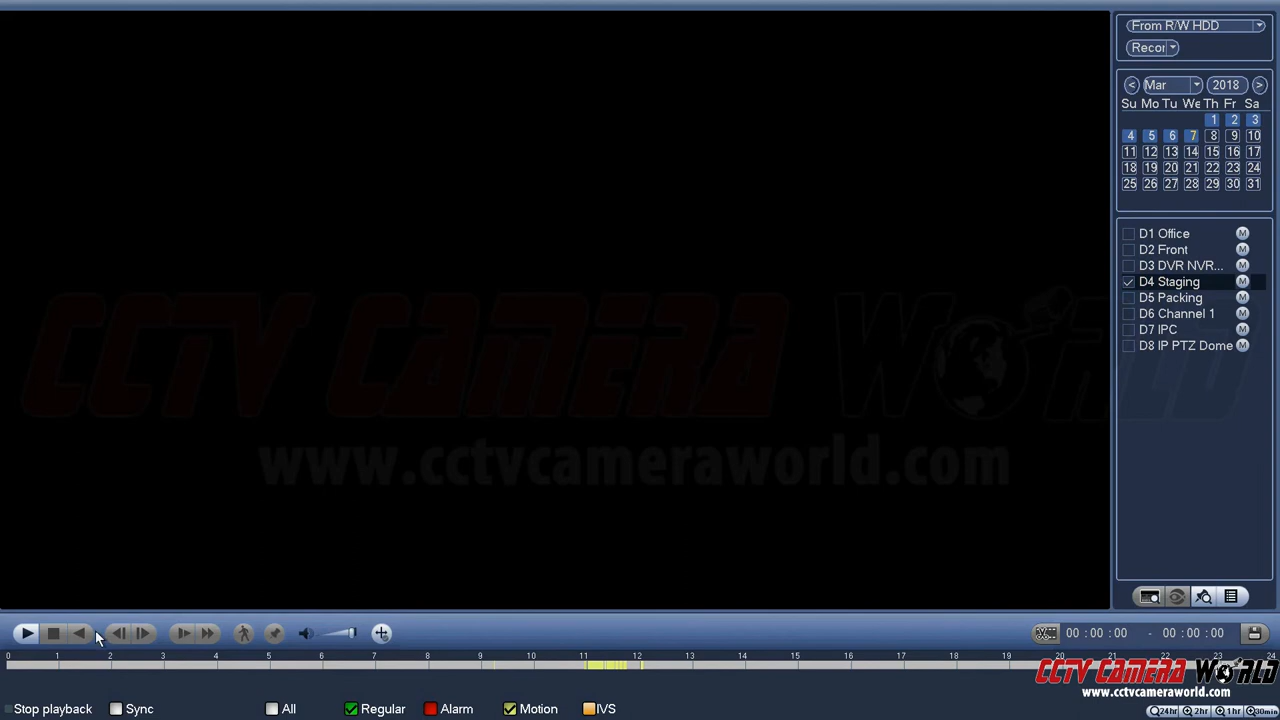 From R/W HDD
Recor
< Mar 2018 >
Su Mo Tu We Th Fr Sa
1 2 3
4 5 6 7 8 9 10
11 12 13 14 15 16 17
18 19 20 21 22 23 24
25 26 27 28 29 30 31
D1 Office M
D2 Front M
D3 DVR NVR... M
D4 Staging M
D5 Packing M
D6 Channel 1 M
D7 IPC M
D8 IP PTZ Dome M
CCTV CAMERA WORLD
www.cctvcameraworld.com
00 : 00 : 00 - 00 : 00 : 00
0 1 2 3 4 5 6 7 8 9 10 11 12 13 14 15 16 17 18 19 20 21 22 23 24
CCTV CAMERA WORLD
www.cctvcameraworld.com
Stop playback Sync All Regular Alarm Motion IVS
24hr 2hr 1hr 30min